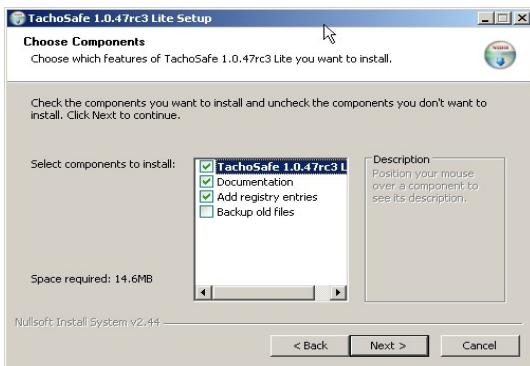 TachoSafe 1.0.47rc3 Lite Setup
Choose Components
Choose which features of TachoSafe 1.0.47rc3 Lite you want to install.
Check the components you want to install and uncheck the components you don't want to
install. Click Next to continue.
Select components to install:
TachoSafe 1.0.47rc3 L
Documentation
Add registry entries
Backup old files
Description
Position your mouse
over a component to
see its description.
Space required: 14.6MB
Nullsoft Install System v2.44
< Back
Next >
Cancel